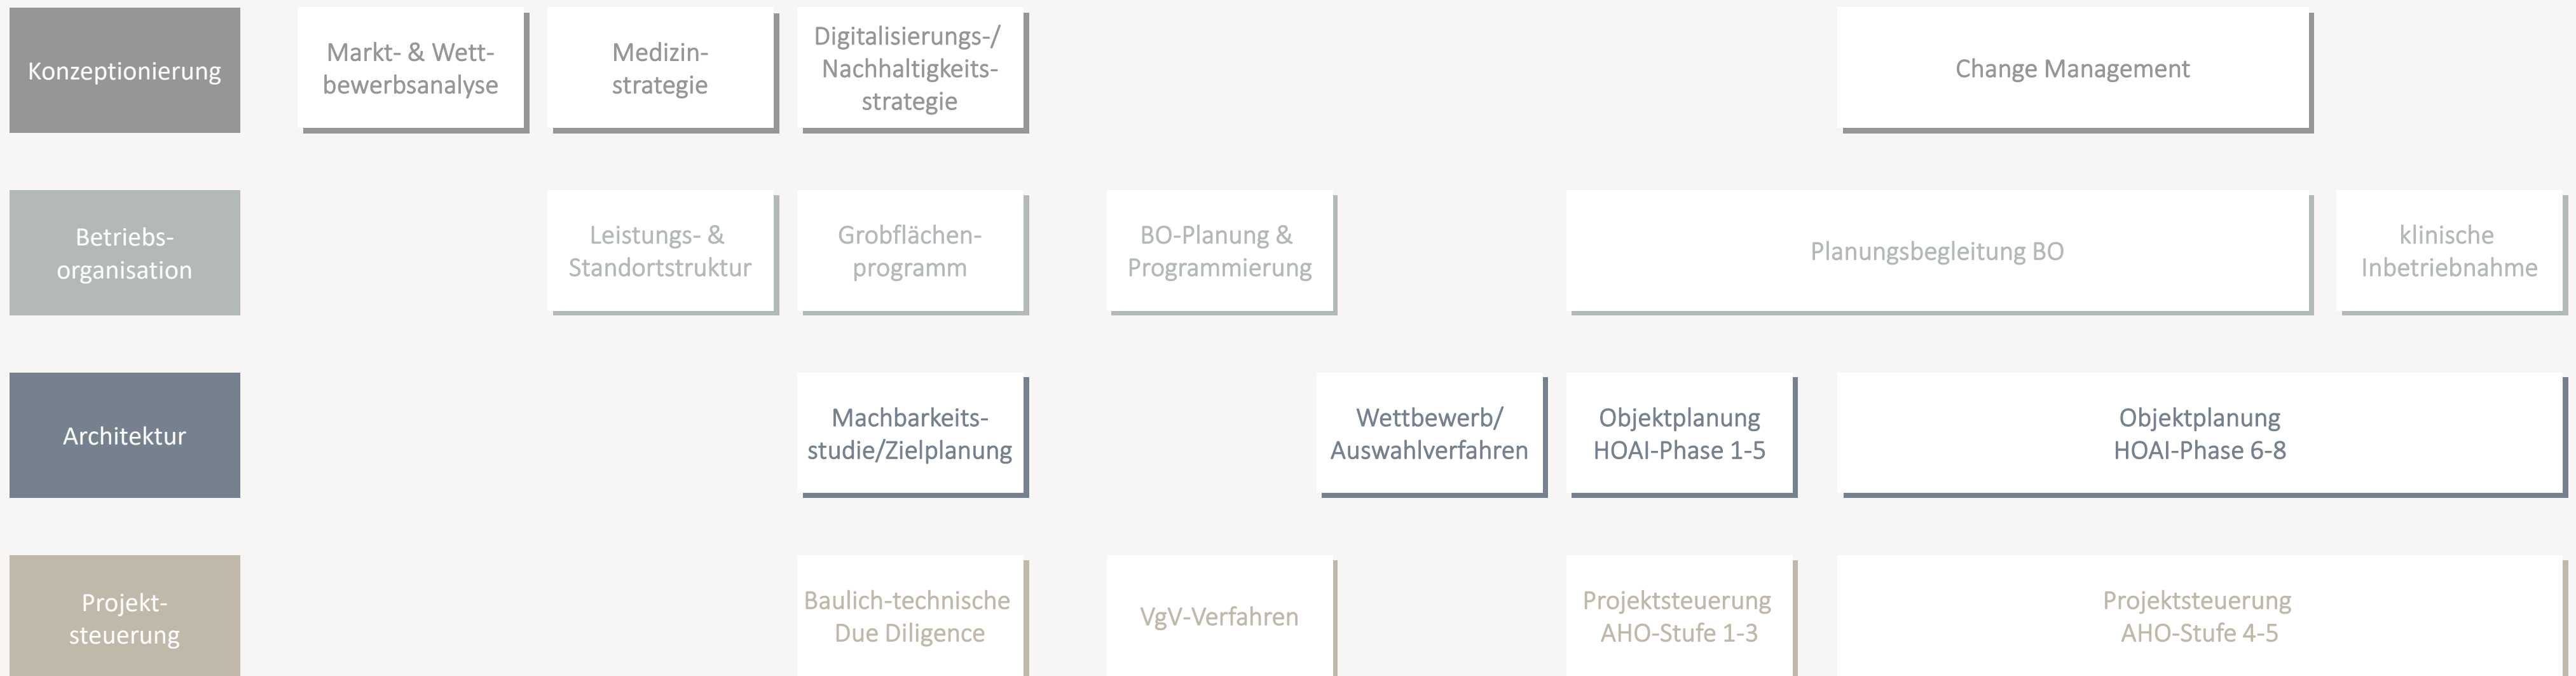 Konzeptionierung
Markt- & Wett-
bewerbsanalyse
Medizin-
strategie
Digitalisierungs-/
Nachhaltigkeits-
strategie
Change Management
Betriebs-
organisation
Leistungs- &
Standortstruktur
Grobflächen-
programm
BO-Planung &
Programmierung
Planungsbegleitung BO
klinische
Inbetriebnahme
Architektur
Machbarkeits-
studie/Zielplanung
Wettbewerb/
Auswahlverfahren
Objektplanung
HOAI-Phase 1-5
Objektplanung
HOAI-Phase 6-8
Projekt-
steuerung
Baulich-technische
Due Diligence
VgV-Verfahren
Projektsteuerung
AHO-Stufe 1-3
Projektsteuerung
AHO-Stufe 4-5